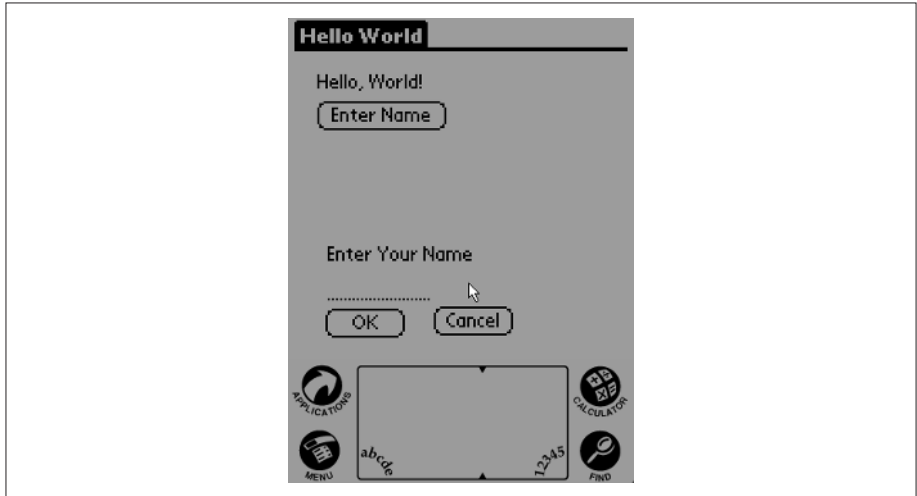 Hello World
Hello, World!
Enter Name
Enter Your Name
OK Cancel
APPLICATIONS
CALCULATOR
abcde
12345
MENU
FIND